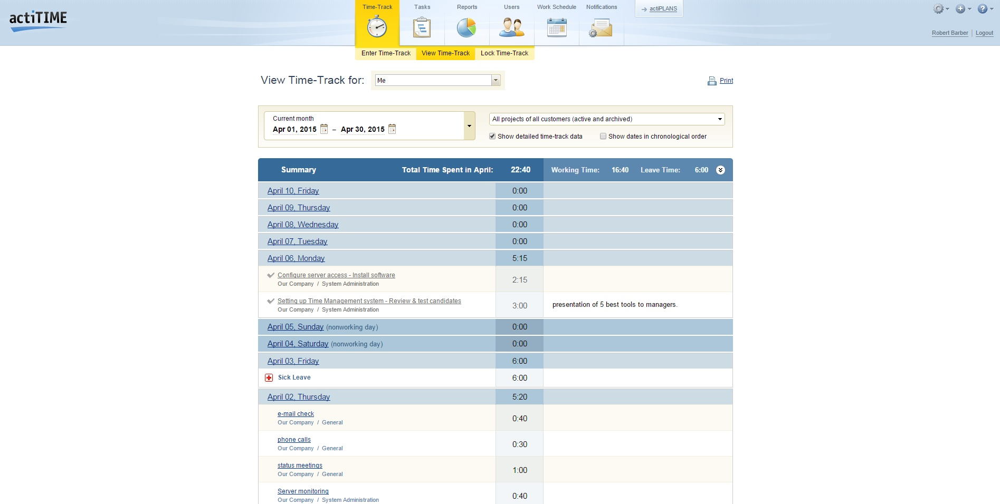 actiTIME
Time-Track
Tasks
Reports
Users
Work Schedule
Notifications
actiPLANS
Robert Barber
Logout
Enter Time-Track
View Time-Track
Lock Time-Track
View Time-Track for:
Me
Print
Current month
Apr 01, 2015 – Apr 30, 2015
All projects of all customers (active and archived)
Show detailed time-track data
Show dates in chronological order
Summary Total Time Spent in April: 22:40 Working Time: 16:40 Leave Time: 6:00
April 10, Friday 0:00
April 09, Thursday 0:00
April 08, Wednesday 0:00
April 07, Tuesday 0:00
April 06, Monday 5:15
Configure server access - Install software
Our Company / System Administration
2:15
Setting up Time Management system - Review & test candidates
Our Company / System Administration
3:00
presentation of 5 best tools to managers.
April 05, Sunday (nonworking day) 0:00
April 04, Saturday (nonworking day) 0:00
April 03, Friday 6:00
Sick Leave 6:00
April 02, Thursday 5:20
e-mail check
Our Company / General
0:40
phone calls
Our Company / General
0:30
status meetings
Our Company / General
1:00
Server monitoring
Our Company / System Administration
0:40